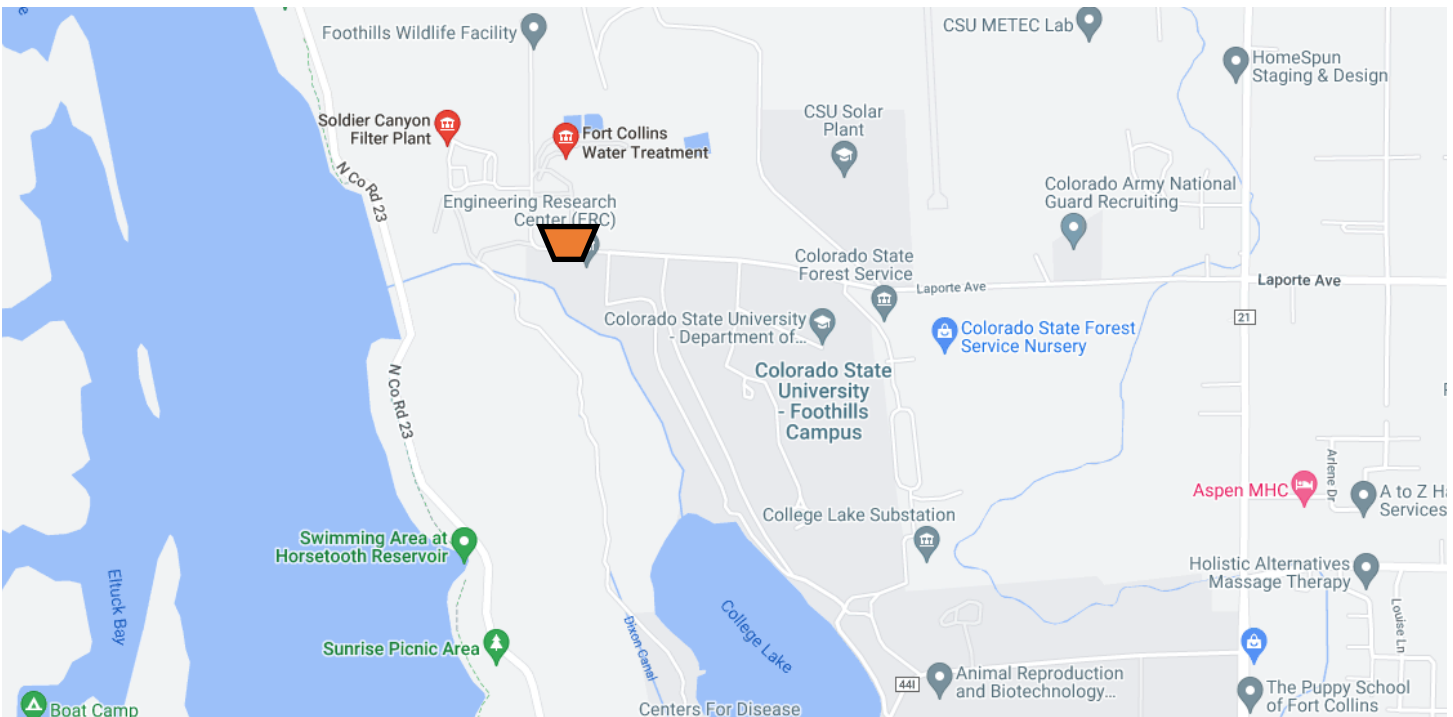 Foothills Wildlife Facility
CSU METEC Lab
HomeSpun
Staging & Design
Soldier Canyon
Filter Plant
Fort Collins
Water Treatment
CSU Solar
Plant
N Co Rd 23
Engineering Research
Center (ERC)
Colorado Army National
Guard Recruiting
Colorado State
Forest Service
Laporte Ave
Laporte Ave
21
Colorado State University
- Department of...
Colorado State Forest
Service Nursery
Colorado State
University
- Foothills
Campus
N Co Rd 23
Arlene Dr
Aspen MHC
A to Z Ha
Services
College Lake Substation
Swimming Area at
Horsetooth Reservoir
Holistic Alternatives
Massage Therapy
Eltuck Bay
Louise Ln
College Lake
Dixon Canal
Sunrise Picnic Area
441
Animal Reproduction
and Biotechnology...
The Puppy School
of Fort Collins
Boat Camp
Centers For Disease